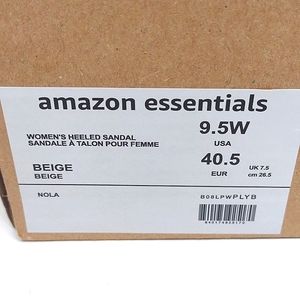 amazon essentials
WOMEN'S HEELED SANDAL
SANDALE À TALON POUR FEMME
9.5W
USA
BEIGE
BEIGE
40.5
EUR
UK 7.5
cm 26.5
NOLA
B08LPWPLYB